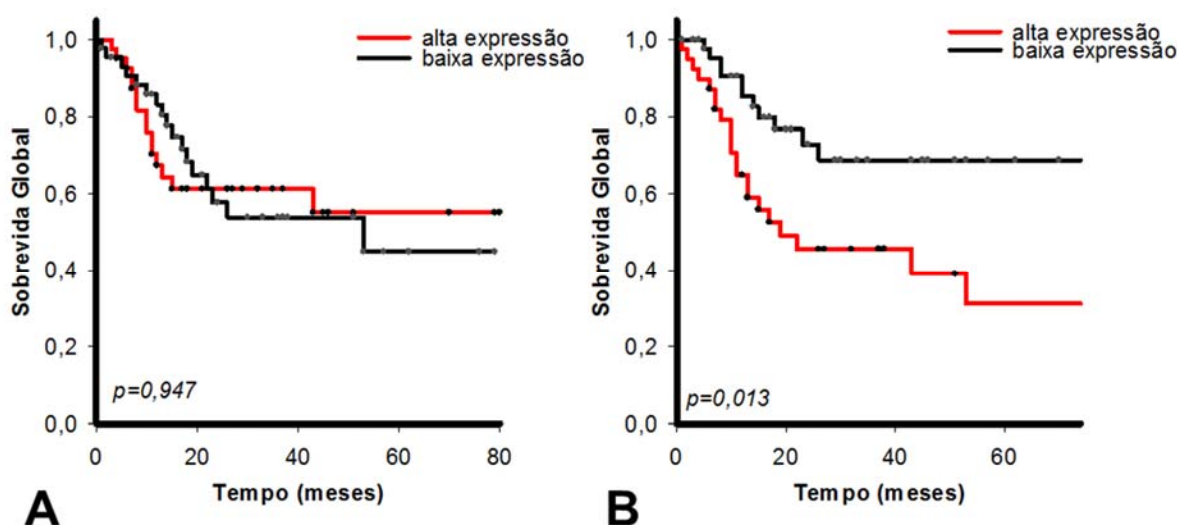 alta expressão
baixa expressão
Sobrevida Global
1,0
0,8
0,6
0,4
0,2
0,0
p=0,947
0
20
40
60
80
Tempo (meses)
A
alta expressão
baixa expressão
Sobrevida Global
1,0
0,8
0,6
0,4
0,2
0,0
p=0,013
0
20
40
60
Tempo (meses)
B